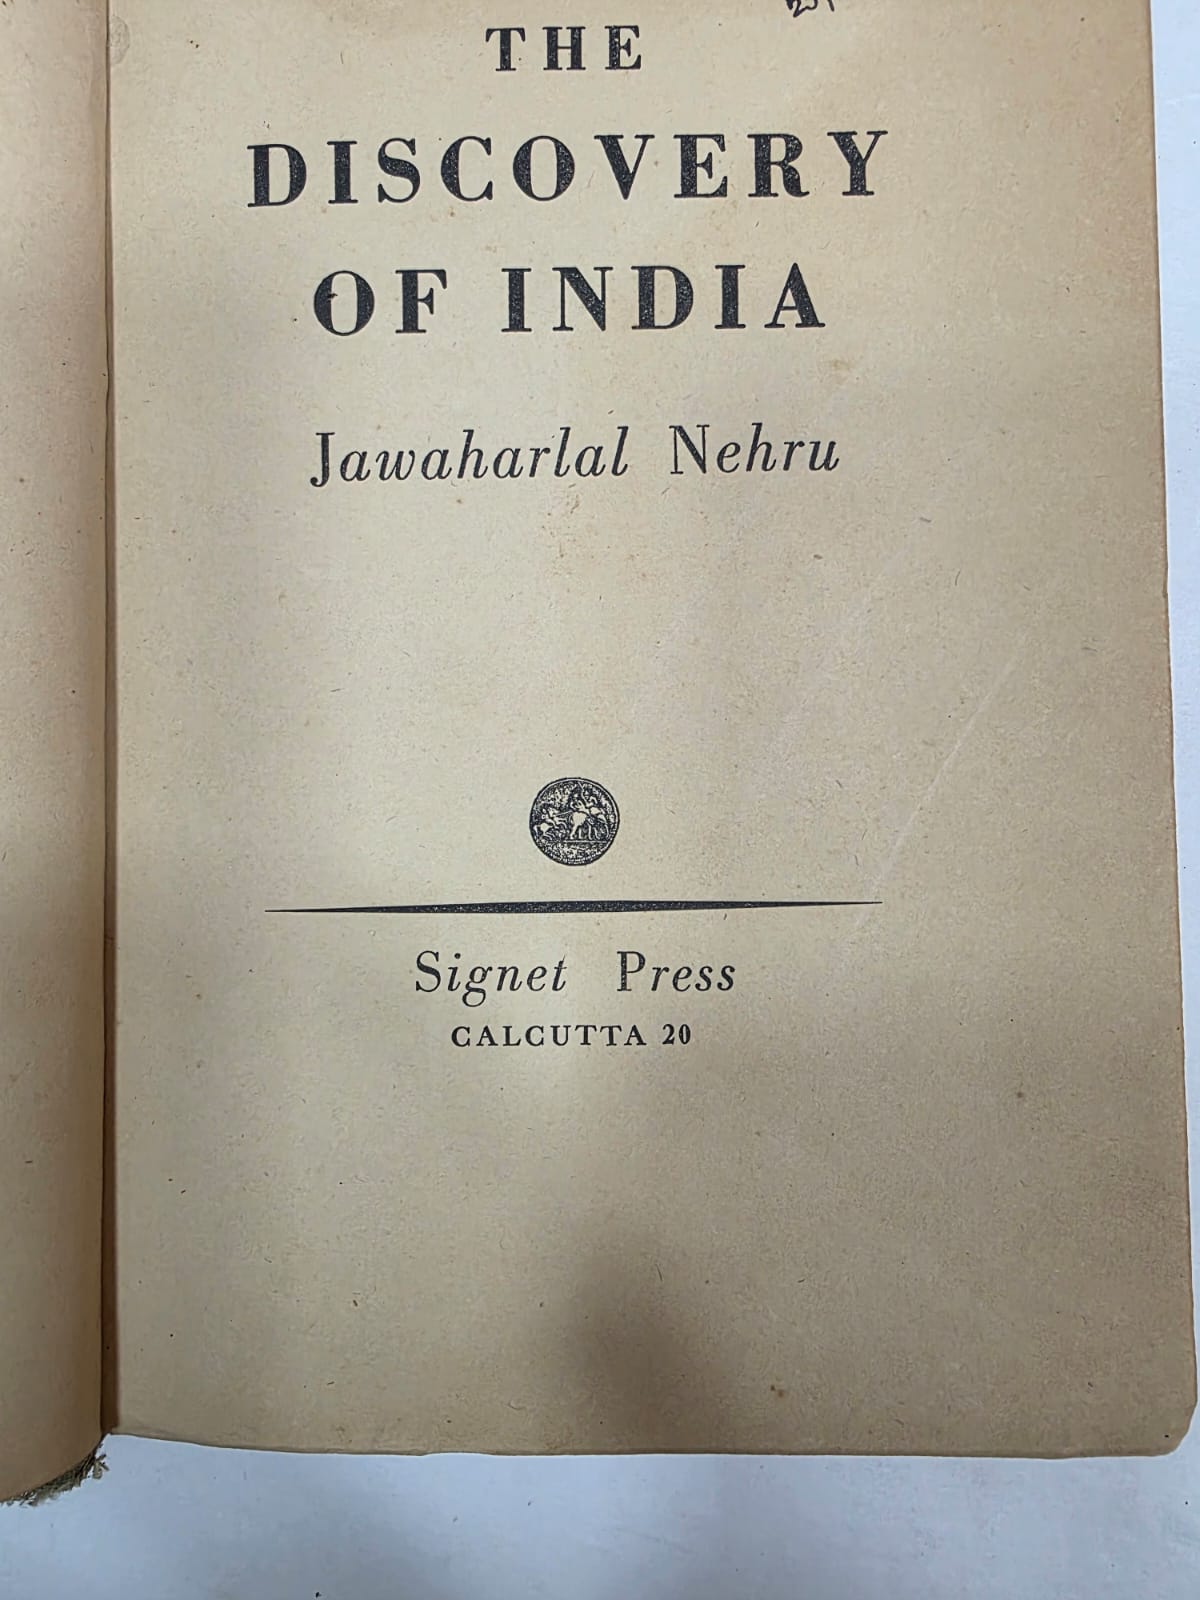 THE
DISCOVERY
OF INDIA
Jawaharlal Nehru
Signet Press
CALCUTTA 20